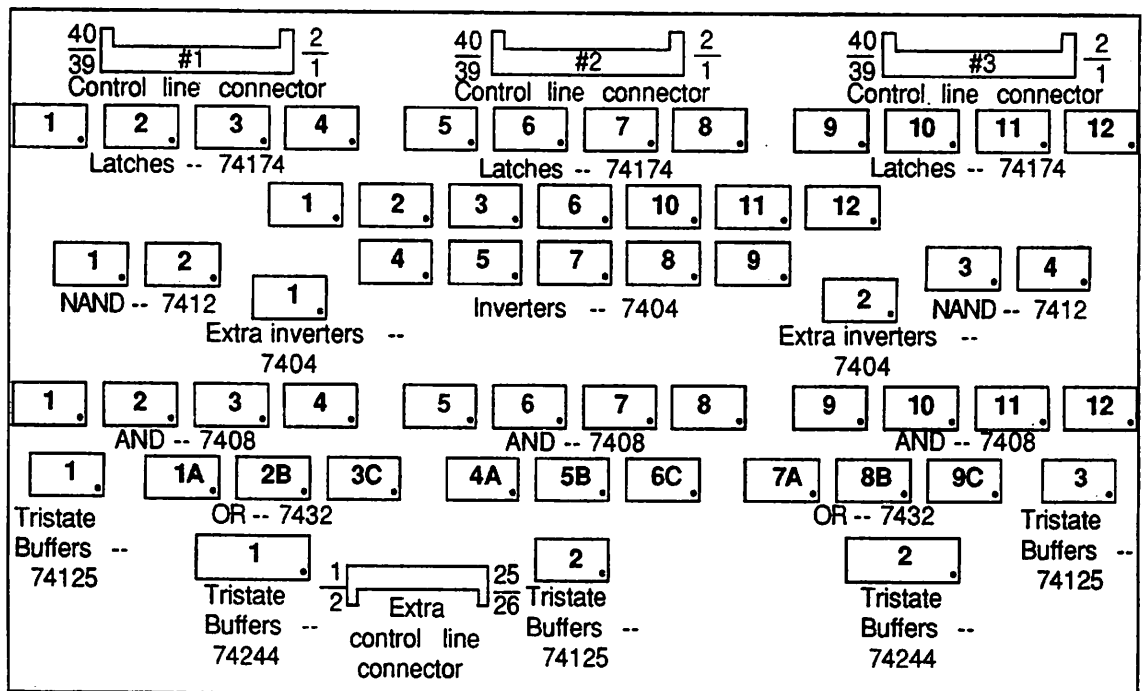 40 2 40 2 40 2
39 #1 1 39 #2 1 39 #3 1
Control line connector Control line connector Control. line connector
1 2 3 4 5 6 7 8 9 10 11 12
Latches -- 74174 Latches -- 74174 Latches -- 74174
1 2 3 6 10 11 12
1 2 4 5 7 8 9 3 4
NAND -- 7412 1 Inverters -- 7404 2 NAND -- 7412
Extra inverters -- Extra inverters --
7404 7404
1 2 3 4 5 6 7 8 9 10 11 12
AND -- 7408 AND -- 7408 AND -- 7408
1 1A 2B 3C 4A 5B 6C 7A 8B 9C 3
Tristate OR -- 7432 OR -- 7432 Tristate
Buffers -- 1 1 25 2 2 Buffers --
74125 2 26 74125
Tristate Extra Tristate Tristate
Buffers -- control line Buffers -- Buffers --
74244 connector 74125 74244